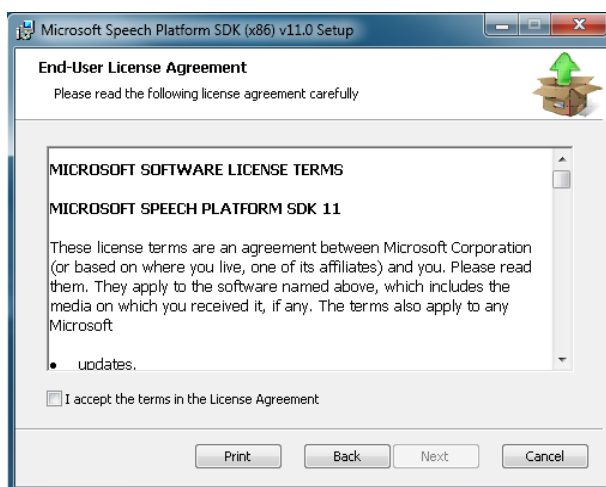 Microsoft Speech Platform SDK (x86) v11.0 Setup
End-User License Agreement
Please read the following license agreement carefully
MICROSOFT SOFTWARE LICENSE TERMS
MICROSOFT SPEECH PLATFORM SDK 11
These license terms are an agreement between Microsoft Corporation
(or based on where you live, one of its affiliates) and you. Please read
them. They apply to the software named above, which includes the
media on which you received it, if any. The terms also apply to any
Microsoft
• updates,
I accept the terms in the License Agreement
Print Back Next Cancel